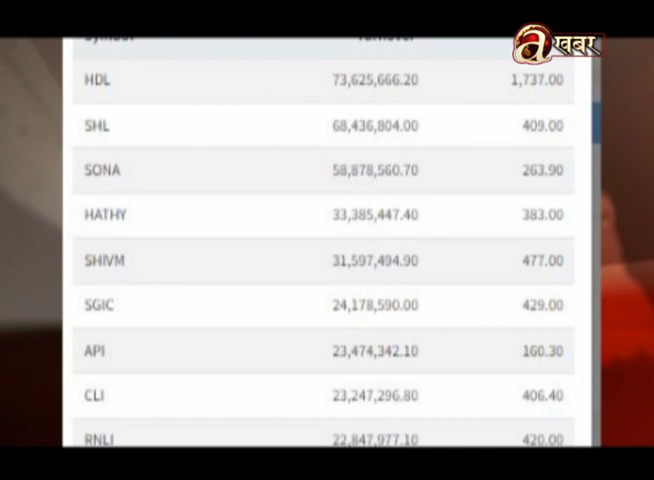 a खबर
Symbol Turnover
HDL 73,625,666.20 1,737.00
SHL 68,436,804.00 409.00
SONA 58,878,560.70 263.90
HATHY 33,385,447.40 383.00
SHIVM 31,597,494.90 477.00
SGIC 24,178,590.00 429.00
API 23,474,342.10 160.30
CLI 23,247,296.80 406.40
RNLI 22,847,977.10 420.00